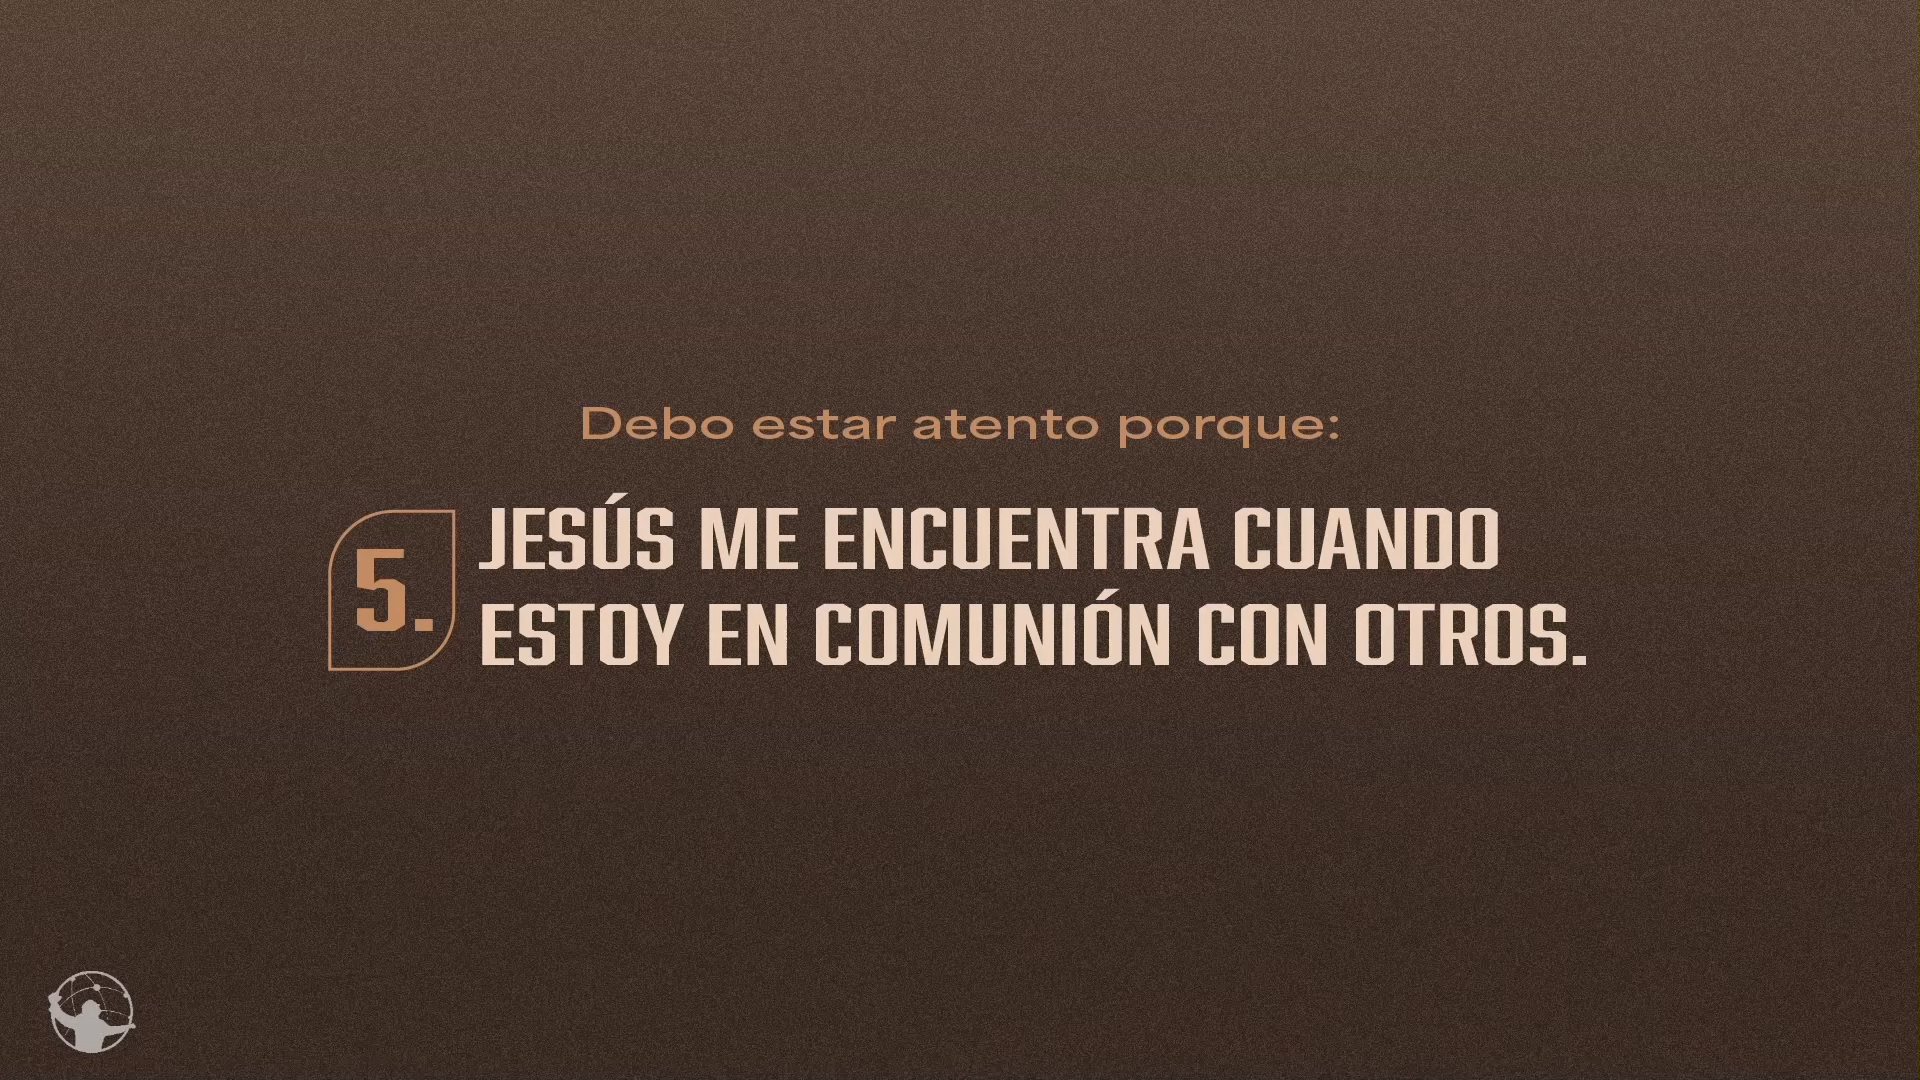 Debo estar atento porque:
5. JESÚS ME ENCUENTRA CUANDO
ESTOY EN COMUNIÓN CON OTROS.